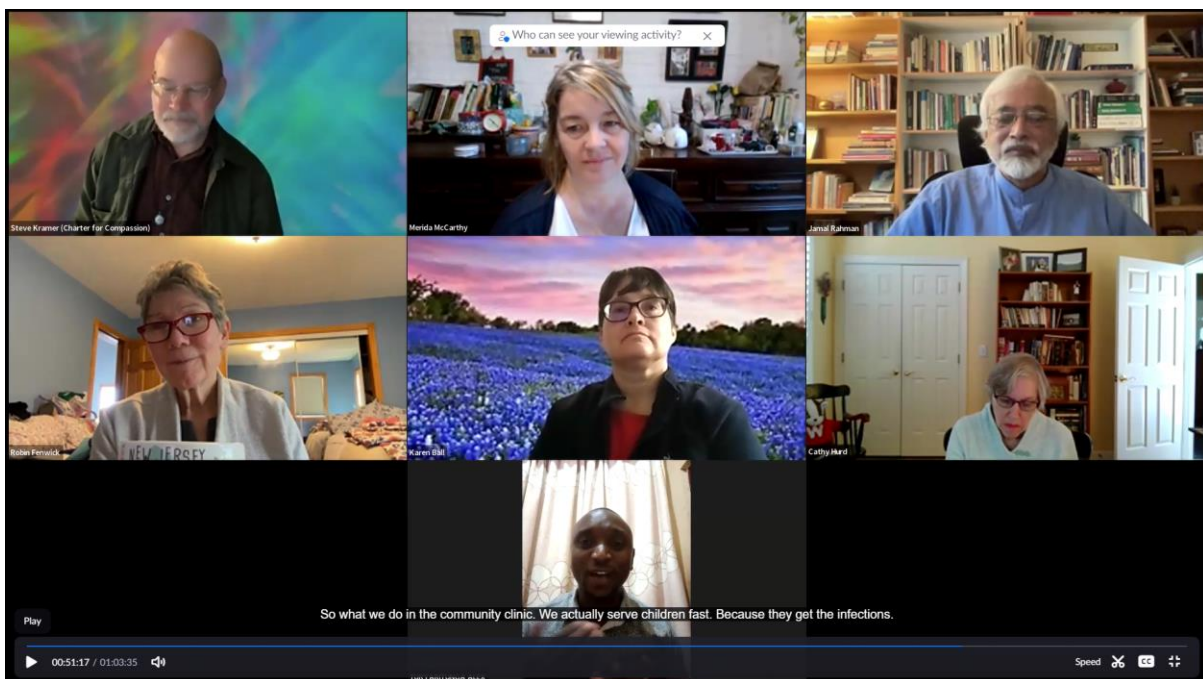 Who can see your viewing activity?
Steve Kramer (Charter for Compassion)
Merida McCarthy
Jamal Rahman
Robin Fenwick
NEW JERSEY
Karen Ball
Cathy Hurd
So what we do in the community clinic. We actually serve children fast. Because they get the infections.
Play
00:51:17 / 01:03:35
Speed
CC